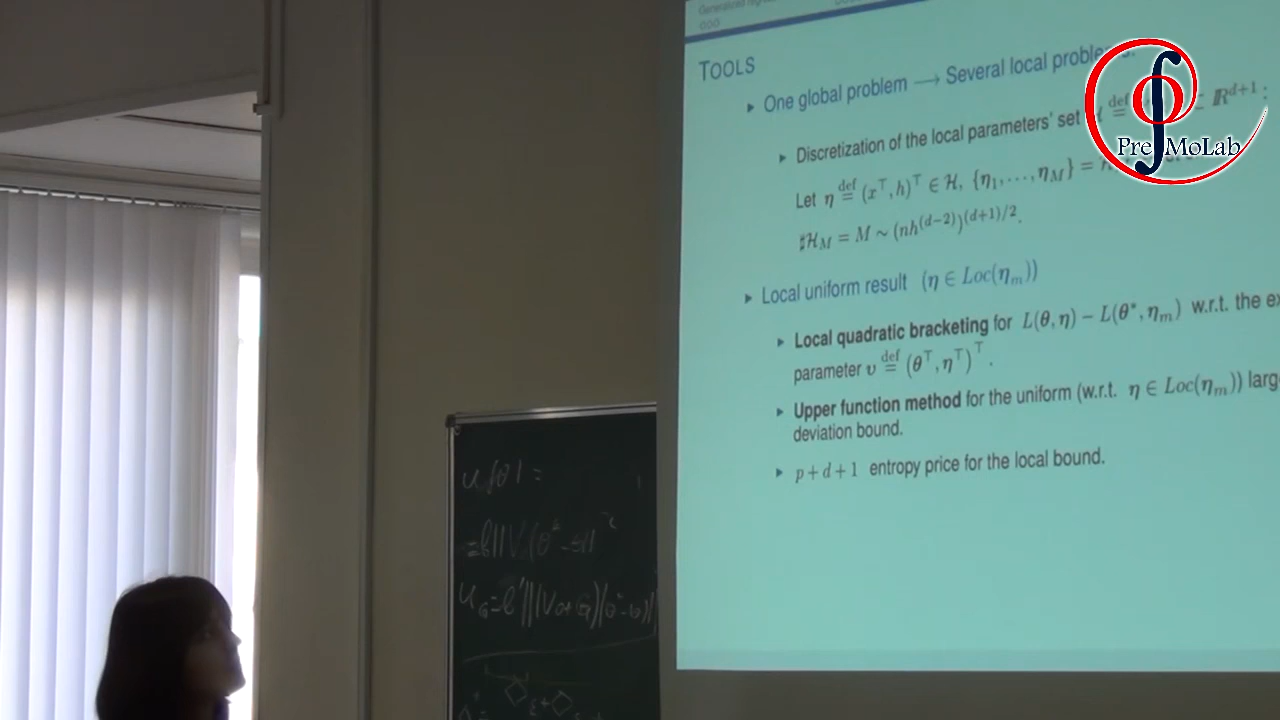 TOOLS
▸ One global problem ⟶ Several local
▸ Discretization of the local parameters' set ℝ^{d+1} :
Let η ≝ (x^⊤, h)^⊤ ∈ ℋ, {η_1, …, η_M} =
♯ℋ_M = M ∼ (nh^{(d−2)})^{(d+1)/2}.
▸ Local uniform result (η ∈ Loc(η_m))
▸ Local quadratic bracketing for L(θ, η) − L(θ*, η_m) w.r.t. the
parameter υ ≝ (θ^⊤, η^⊤)^⊤.
▸ Upper function method for the uniform (w.r.t. η ∈ Loc(η_m))
deviation bound.
▸ p + d + 1 entropy price for the local bound.
PreMoLab